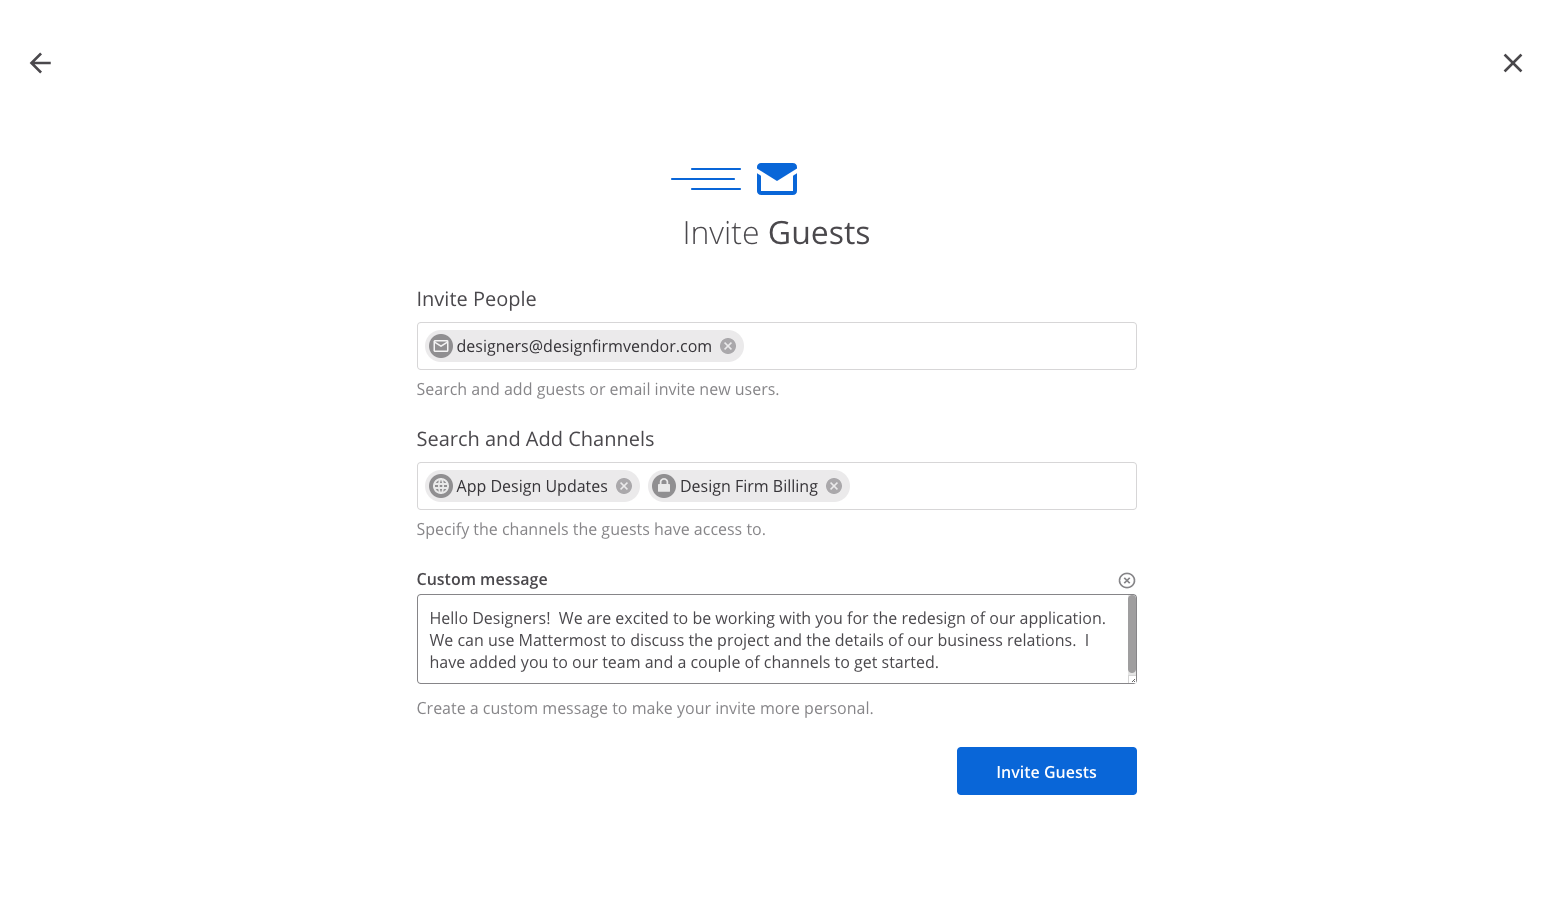 Invite Guests
Invite People
designers@designfirmvendor.com
Search and add guests or email invite new users.
Search and Add Channels
App Design Updates Design Firm Billing
Specify the channels the guests have access to.
Custom message
Hello Designers!  We are excited to be working with you for the redesign of our application.
We can use Mattermost to discuss the project and the details of our business relations.  I
have added you to our team and a couple of channels to get started.
Create a custom message to make your invite more personal.
Invite Guests